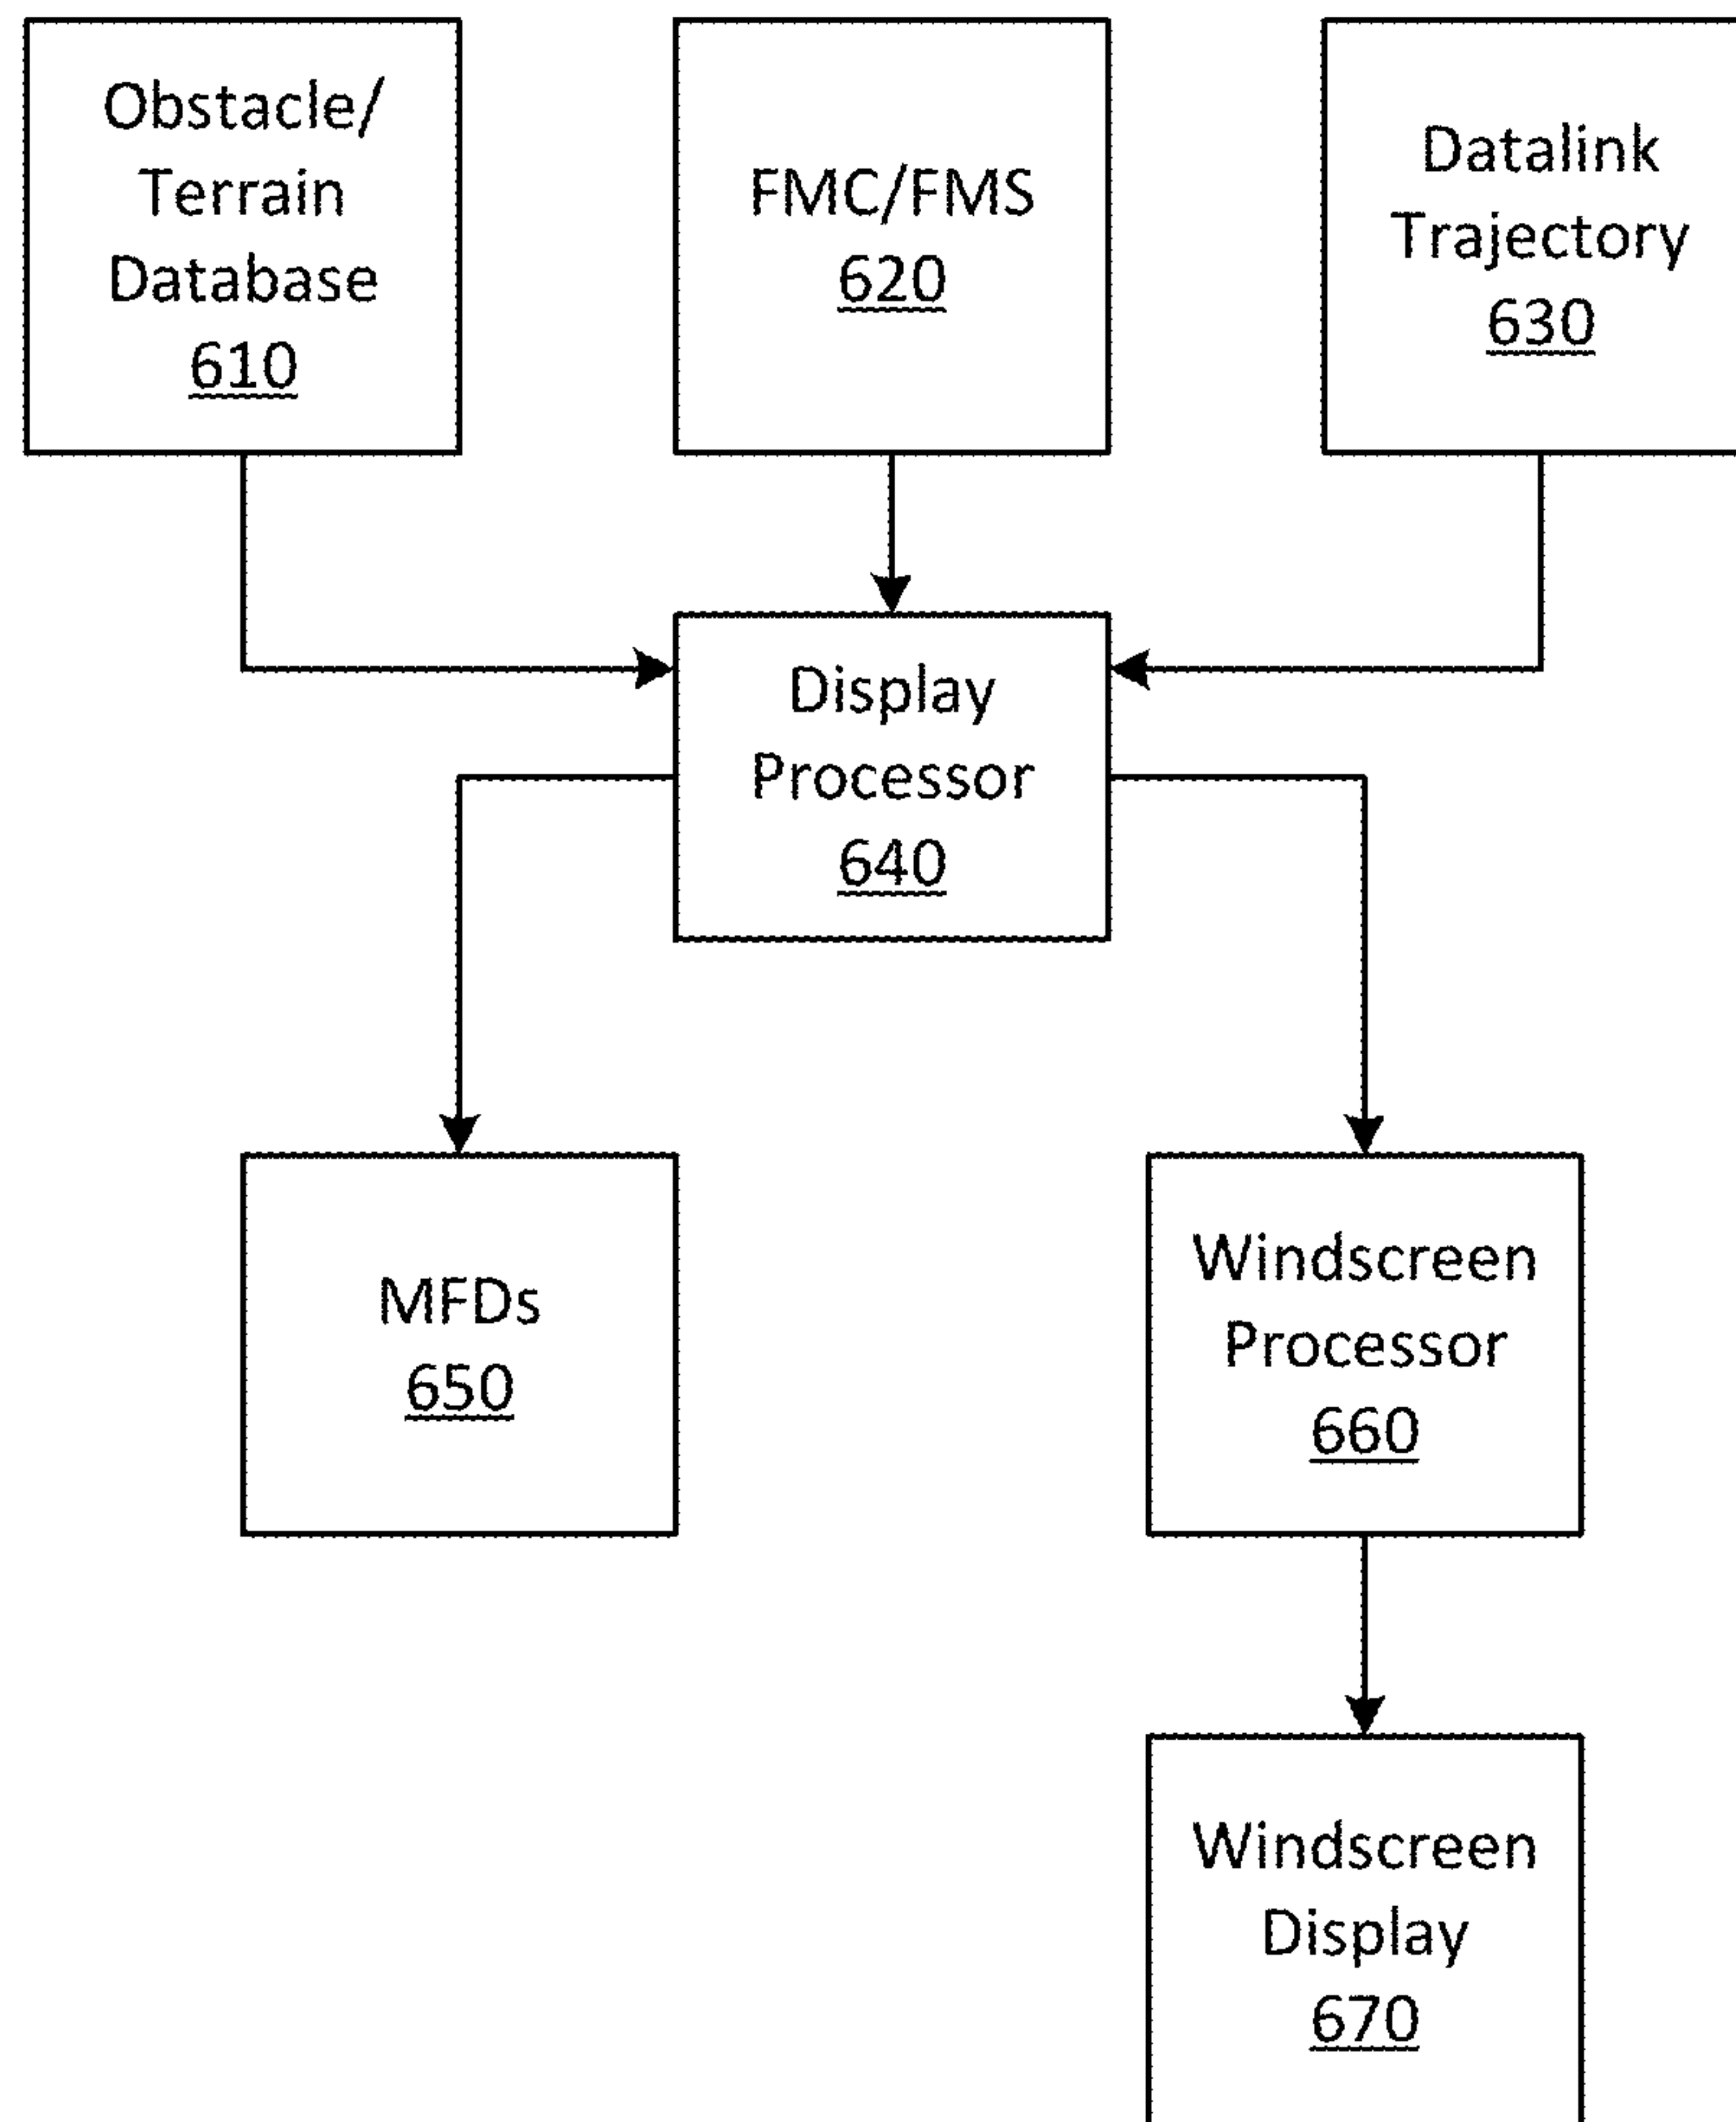 Obstacle/
Terrain
Database
610
FMC/FMS
620
Datalink
Trajectory
630
Display
Processor
640
MFDs
650
Windscreen
Processor
660
Windscreen
Display
670